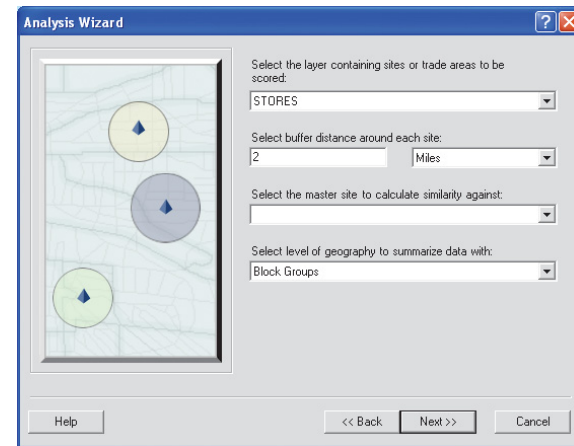 Analysis Wizard
Select the layer containing sites or trade areas to be
scored:
STORES
Select buffer distance around each site:
2
Miles
Select the master site to calculate similarity against:
Select level of geography to summarize data with:
Block Groups
Help
<< Back
Next >>
Cancel